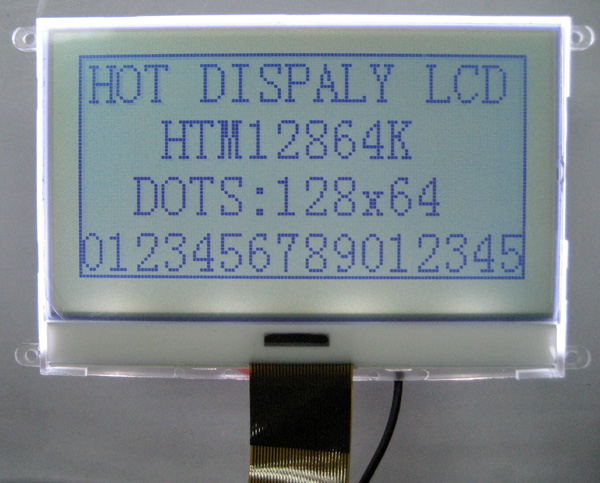 HOT DISPALY LCD
HTM12864K
DOTS:128x64
0123456789012345